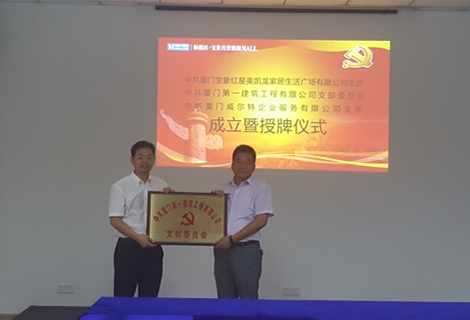 中共厦门宝象红星美凯龙家居生活广场有限公司支部
中共厦门第一建筑工程有限公司支部委员会
中共厦门威尔特企业服务有限公司支部
成立暨授牌仪式
中共厦门第一建筑工程有限公司
支部委员会